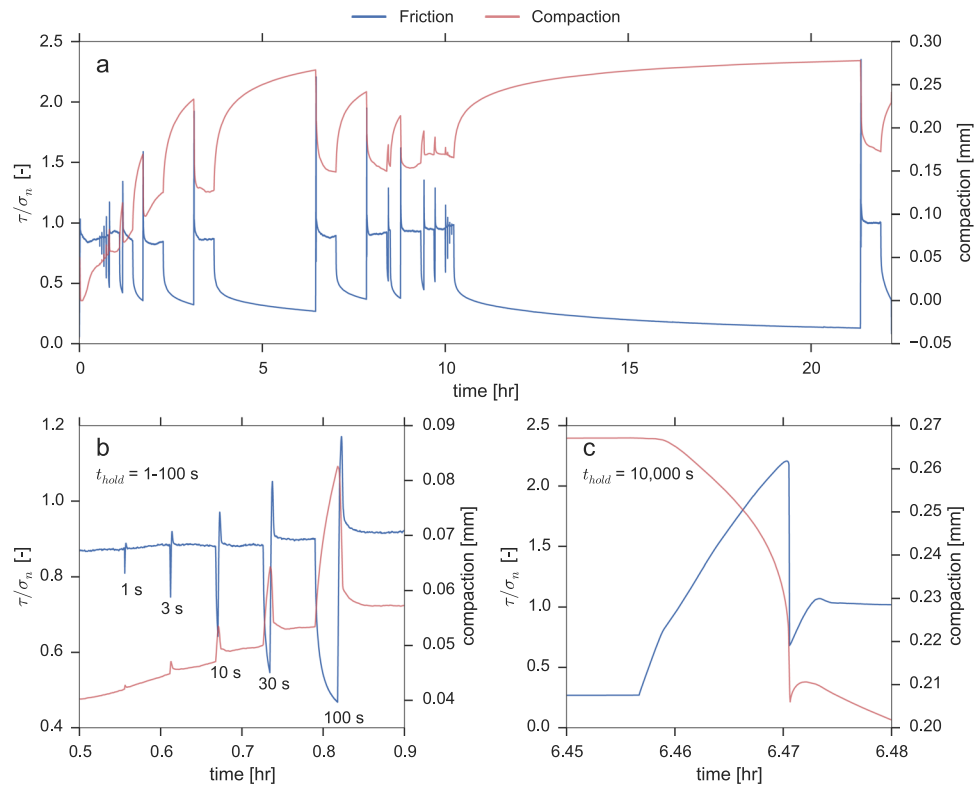 Friction Compaction
a
2.5
2.0
1.5
1.0
0.5
0.0
τ/σn [-]
0.30
0.25
0.20
0.15
0.10
0.05
0.00
−0.05
compaction [mm]
0 5 10 15 20
time [hr]
b
t_hold = 1-100 s
1.2
1.0
0.8
0.6
0.4
τ/σn [-]
1 s
3 s
10 s
30 s
100 s
0.09
0.08
0.07
0.06
0.05
0.04
compaction [mm]
0.5 0.6 0.7 0.8 0.9
time [hr]
c
t_hold = 10,000 s
2.5
2.0
1.5
1.0
0.5
0.0
τ/σn [-]
0.27
0.26
0.25
0.24
0.23
0.22
0.21
0.20
compaction [mm]
6.45 6.46 6.47 6.48
time [hr]